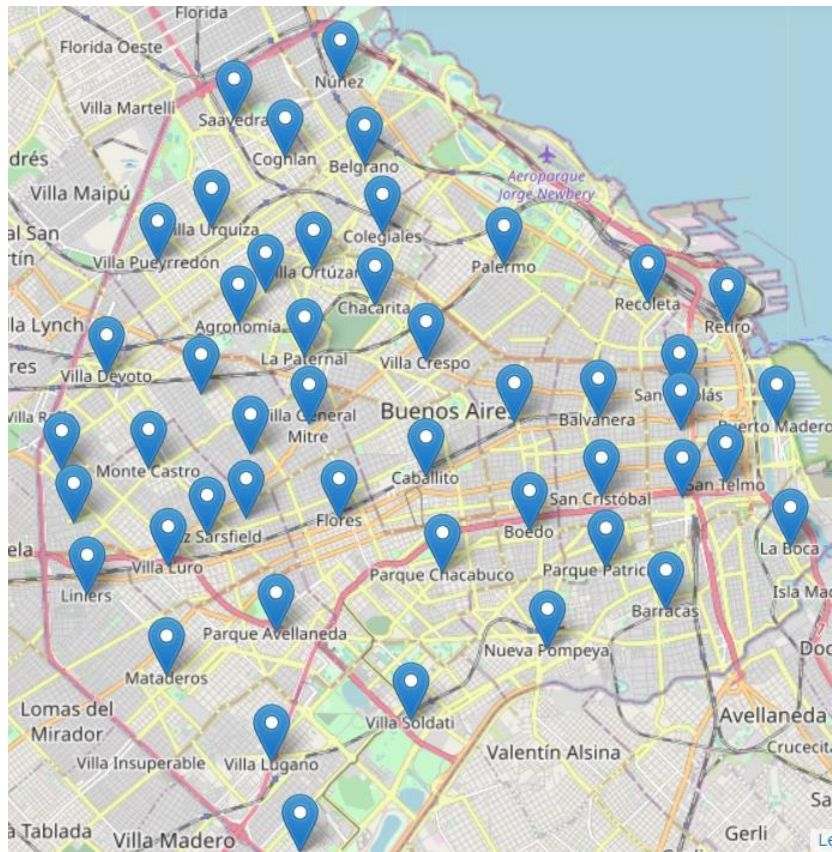 Florida
Florida Oeste
Núñez
Villa Martelli
Saavedra
Coghlan
Belgrano
Aeroparque
Jorge Newbery
Villa Maipú
Villa Urquiza
Colegiales
Villa Pueyrredón
Villa Ortúzar
Palermo
Chacarita
Recoleta
Agronomía
Retiro
La Paternal
Villa Crespo
Villa Devoto
Buenos Aires
Villa General
Mitre
Balvanera
Puerto Madero
Monte Castro
Caballito
San Cristóbal
San Telmo
Flores
Boedo
Villa Luro
Parque Chacabuco
La Boca
Liniers
Barracas
Parque Avellaneda
Nueva Pompeya
Mataderos
Lomas del
Mirador
Villa Soldati
Avellaneda
Valentín Alsina
Villa Insuperable
Villa Lugano
Villa Madero
Gerli